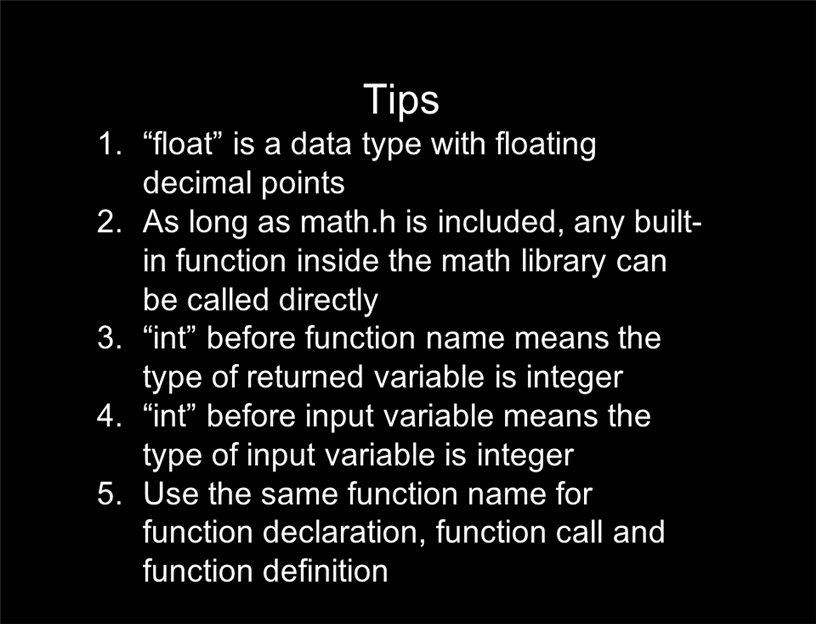 Tips
1. “float” is a data type with floating
decimal points
2. As long as math.h is included, any built-
in function inside the math library can
be called directly
3. “int” before function name means the
type of returned variable is integer
4. “int” before input variable means the
type of input variable is integer
5. Use the same function name for
function declaration, function call and
function definition